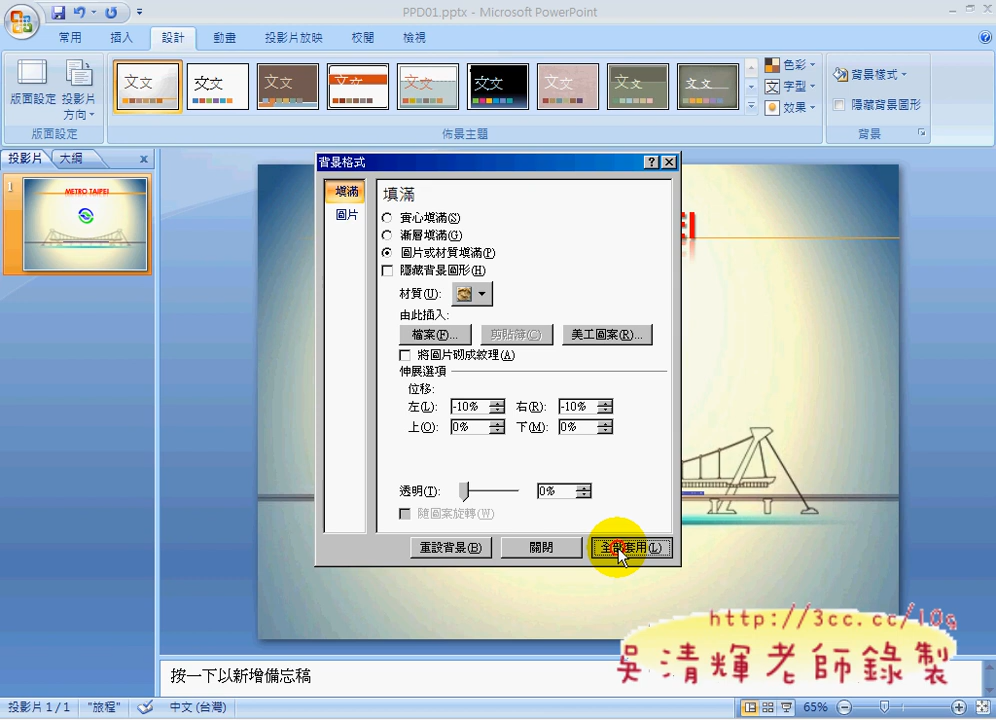 PPD01.pptx - Microsoft PowerPoint
常用 插入 設計 動畫 投影片放映 校閱 檢視
版面設定 投影片方向
文文 文文 文文 文文 文文 文文 文文 文文 文文
色彩
字型
效果
背景樣式
隱藏背景圖形
版面設定 佈景主題 背景
投影片 大綱 x
1
METRO TAIPEI
背景格式
填滿
圖片
填滿
實心填滿(S)
漸層填滿(G)
圖片或材質填滿(P)
隱藏背景圖形(H)
材質(U):
由此插入:
檔案(F)... 剪貼簿(C) 美工圖案(R)...
將圖片砌成紋理(A)
伸展選項
位移:
左(L): -10% 右(R): -10%
上(O): 0% 下(M): 0%
透明(T): 0%
隨圖案旋轉(W)
重設背景(B) 關閉 全部套用(L)
EI
http://3cc.cc/10g
吳清輝老師錄製
按一下以新增備忘稿
投影片 1 / 1 "旅程" 中文 (台灣) 65%